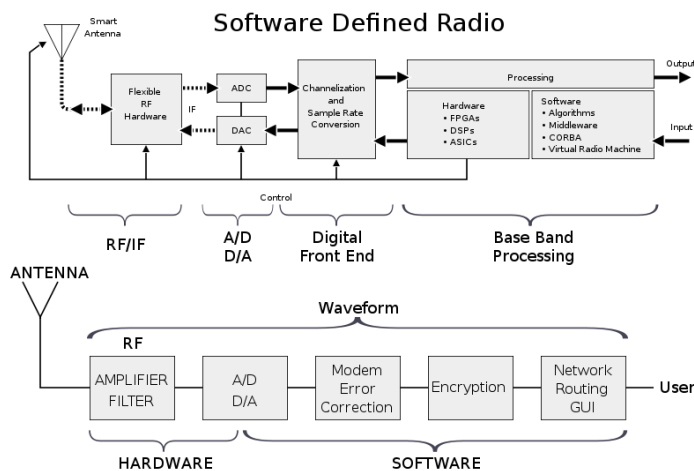 Software Defined Radio
Smart
Antenna
Flexible
RF
Hardware
IF
ADC
DAC
Channelization
and
Sample Rate
Conversion
Processing
Hardware
• FPGAs
• DSPs
• ASICs
Software
• Algorithms
• Middleware
• CORBA
• Virtual Radio Machine
Output
Input
Control
RF/IF
A/D
D/A
Digital
Front End
Base Band
Processing
ANTENNA
Waveform
RF
AMPLIFIER
FILTER
A/D
D/A
Modem
Error
Correction
Encryption
Network
Routing
GUI
User
HARDWARE
SOFTWARE